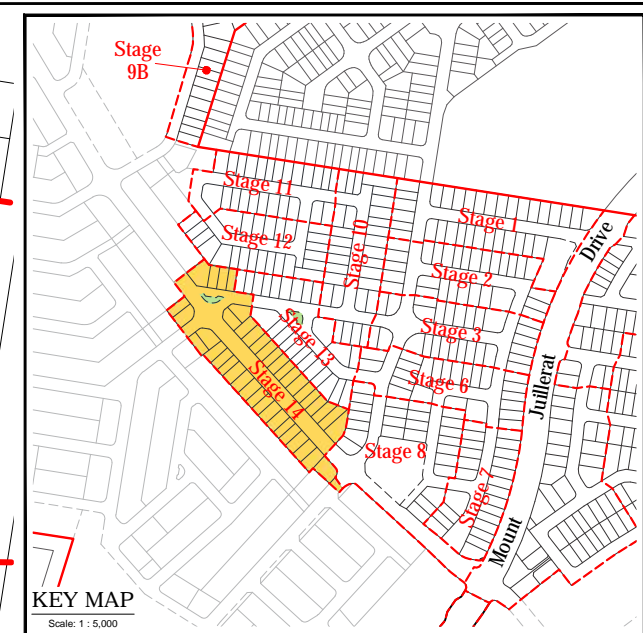 Stage
9B
Stage 11
Stage 1
Stage 12
Stage 10
Drive
Stage 2
Stage 13
Stage 3
Stage 6
Juillerat
Stage 14
Stage 8
Stage 7
Mount
KEY MAP
Scale: 1 : 5,000